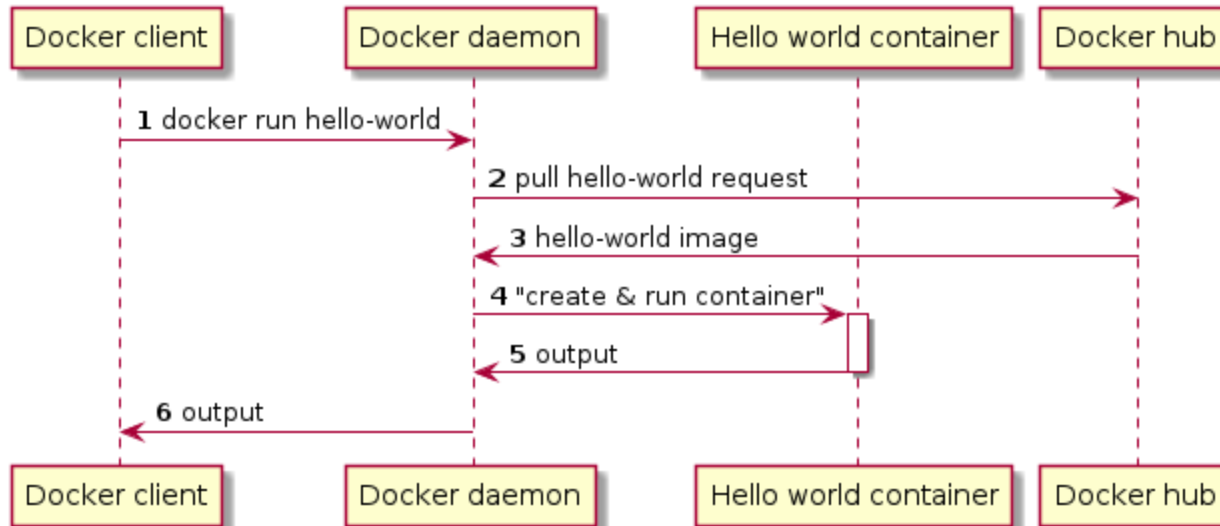 Docker client Docker daemon Hello world container Docker hub
1 docker run hello-world
2 pull hello-world request
3 hello-world image
4 "create & run container"
5 output
6 output
Docker client Docker daemon Hello world container Docker hub